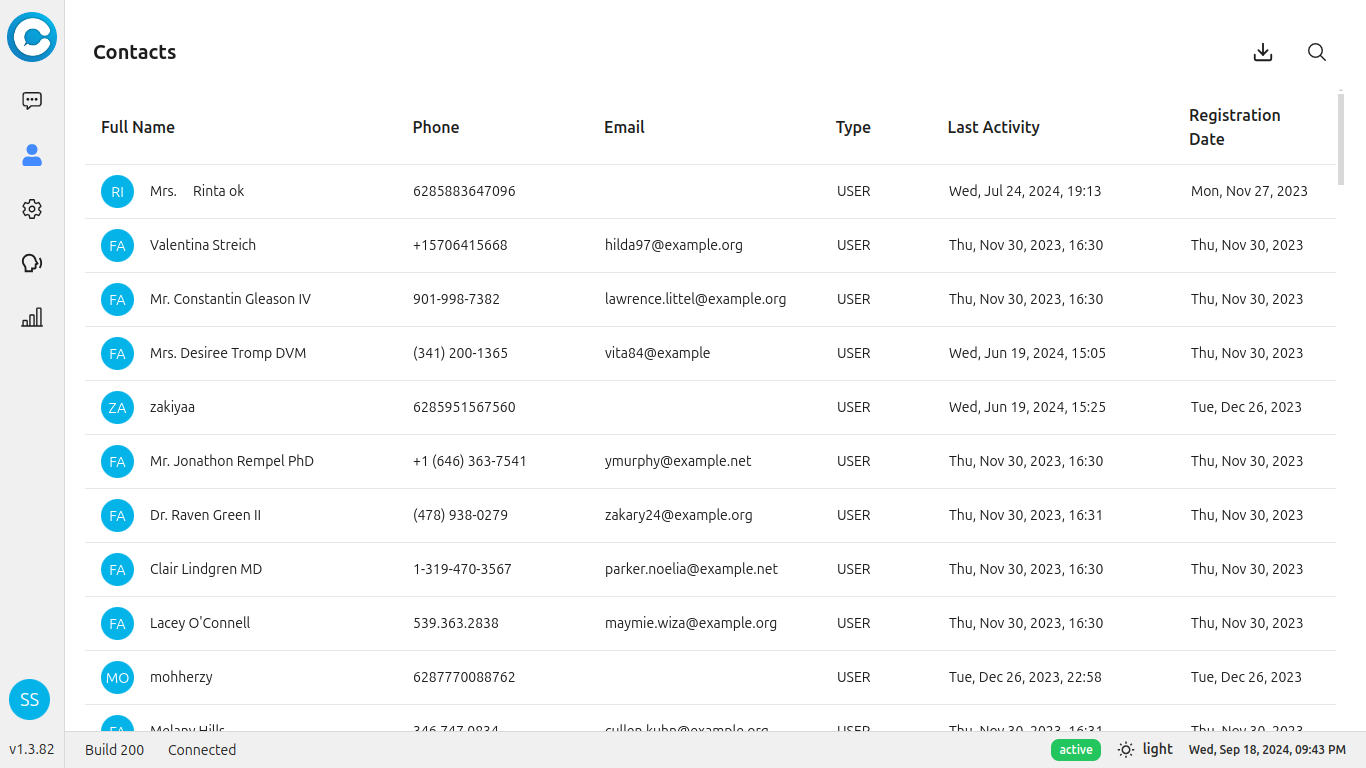 Contacts
Full Name Phone Email Type Last Activity Registration Date
RI Mrs. Rinta ok 6285883647096 USER Wed, Jul 24, 2024, 19:13 Mon, Nov 27, 2023
FA Valentina Streich +15706415668 hilda97@example.org USER Thu, Nov 30, 2023, 16:30 Thu, Nov 30, 2023
FA Mr. Constantin Gleason IV 901-998-7382 lawrence.littel@example.org USER Thu, Nov 30, 2023, 16:30 Thu, Nov 30, 2023
FA Mrs. Desiree Tromp DVM (341) 200-1365 vita84@example USER Wed, Jun 19, 2024, 15:05 Thu, Nov 30, 2023
ZA zakiyaa 6285951567560 USER Wed, Jun 19, 2024, 15:25 Tue, Dec 26, 2023
FA Mr. Jonathon Rempel PhD +1 (646) 363-7541 ymurphy@example.net USER Thu, Nov 30, 2023, 16:30 Thu, Nov 30, 2023
FA Dr. Raven Green II (478) 938-0279 zakary24@example.org USER Thu, Nov 30, 2023, 16:31 Thu, Nov 30, 2023
FA Clair Lindgren MD 1-319-470-3567 parker.noelia@example.net USER Thu, Nov 30, 2023, 16:30 Thu, Nov 30, 2023
FA Lacey O'Connell 539.363.2838 maymie.wiza@example.org USER Thu, Nov 30, 2023, 16:30 Thu, Nov 30, 2023
MO mohherzy 6287770088762 USER Tue, Dec 26, 2023, 22:58 Tue, Dec 26, 2023
FA Melany Hills 346.747.0834 cullen.kuhn@example.org USER Thu, Nov 30, 2023, 16:31 Thu, Nov 30, 2023
SS
v1.3.82 Build 200 Connected active light Wed, Sep 18, 2024, 09:43 PM